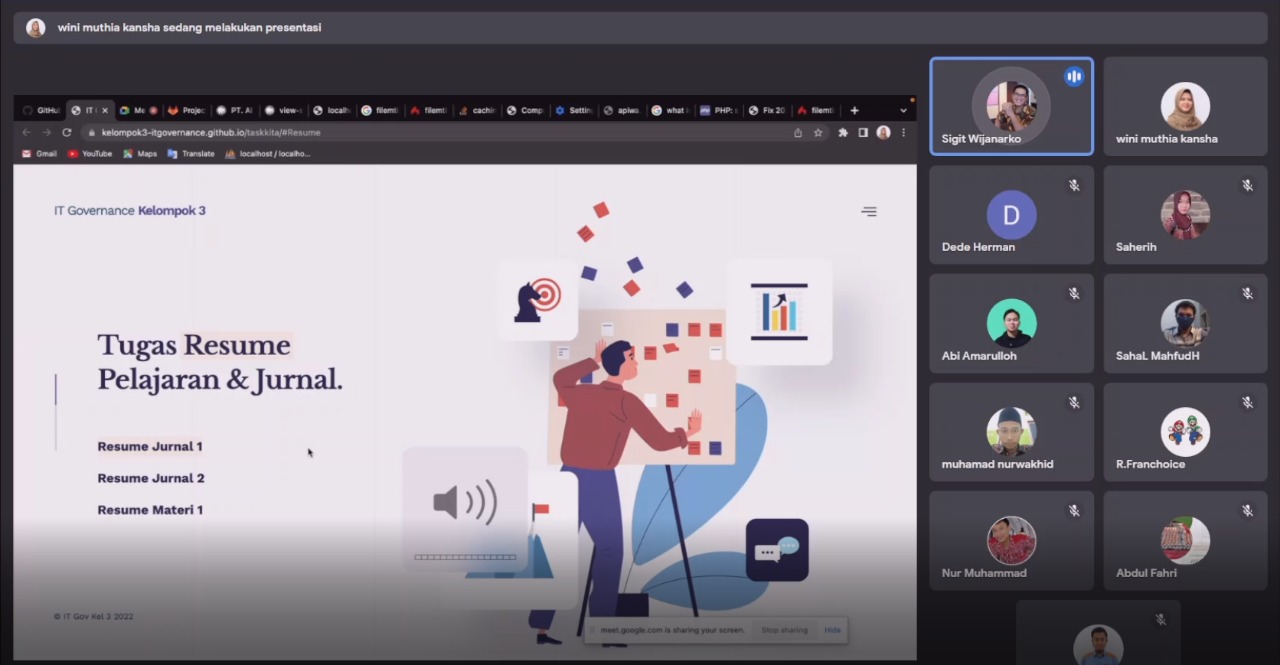 wini muthia kansha sedang melakukan presentasi
GitHu
IT (
Me
Projec
PT. Al
view-s
localh
filemti
filemti
cachin
Comp
Settin
apiwa.
what i
PHP: s
Fix 20
filemti
kelompok3-itgovernance.github.io/taskkita/#Resume
Gmail
YouTube
Maps
Translate
localhost / localho...
IT Governance Kelompok 3
Tugas Resume
Pelajaran & Jurnal.
Resume Jurnal 1
Resume Jurnal 2
Resume Materi 1
© IT Gov Kel 3 2022
meet.google.com is sharing your screen.
Stop sharing
Hide
Sigit Wijanarko
wini muthia kansha
D
Dede Herman
Saherih
Abi Amarulloh
SahaL MahfudH
muhamad nurwakhid
R.Franchoice
Nur Muhammad
Abdul Fahri